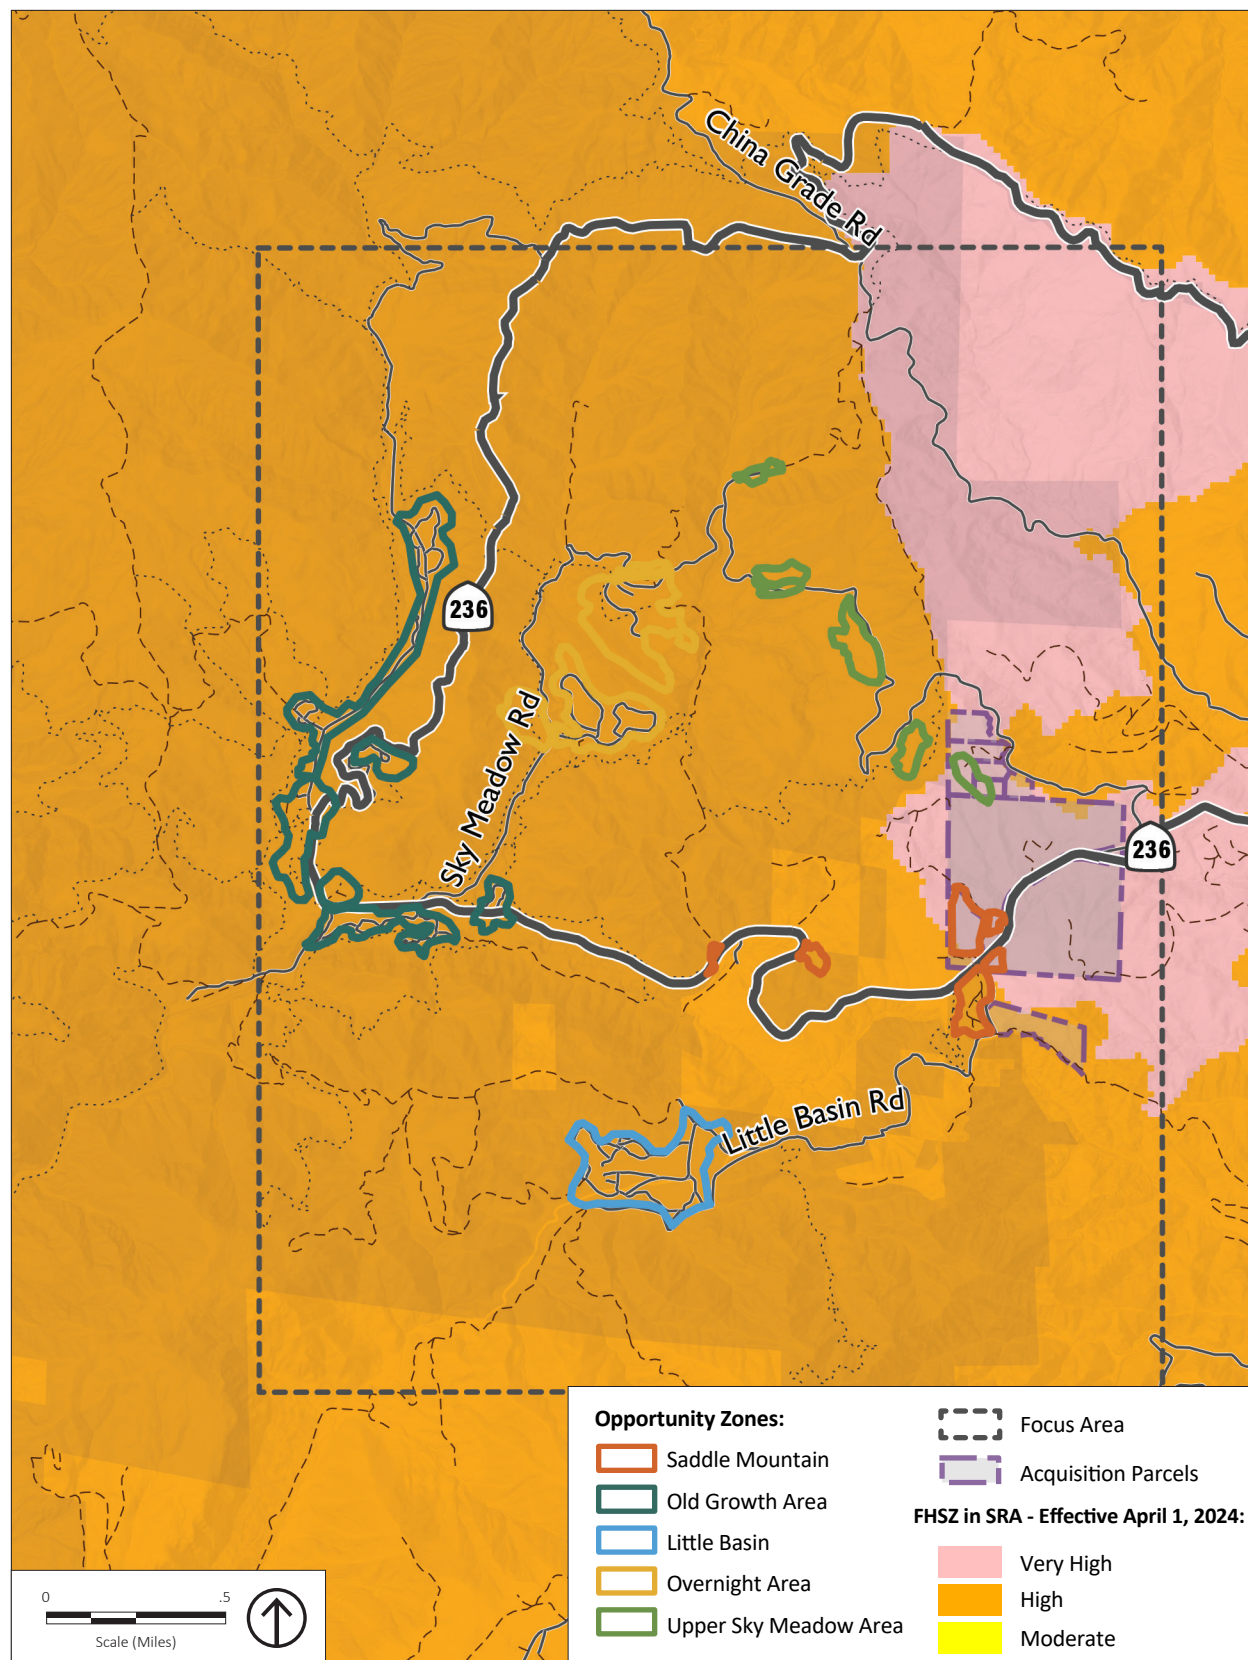 China Grade Rd
236
Sky Meadow Rd
236
Little Basin Rd
Opportunity Zones:
Saddle Mountain
Old Growth Area
Little Basin
Overnight Area
Upper Sky Meadow Area
Focus Area
Acquisition Parcels
FHSZ in SRA - Effective April 1, 2024:
Very High
High
Moderate
0 .5
Scale (Miles)